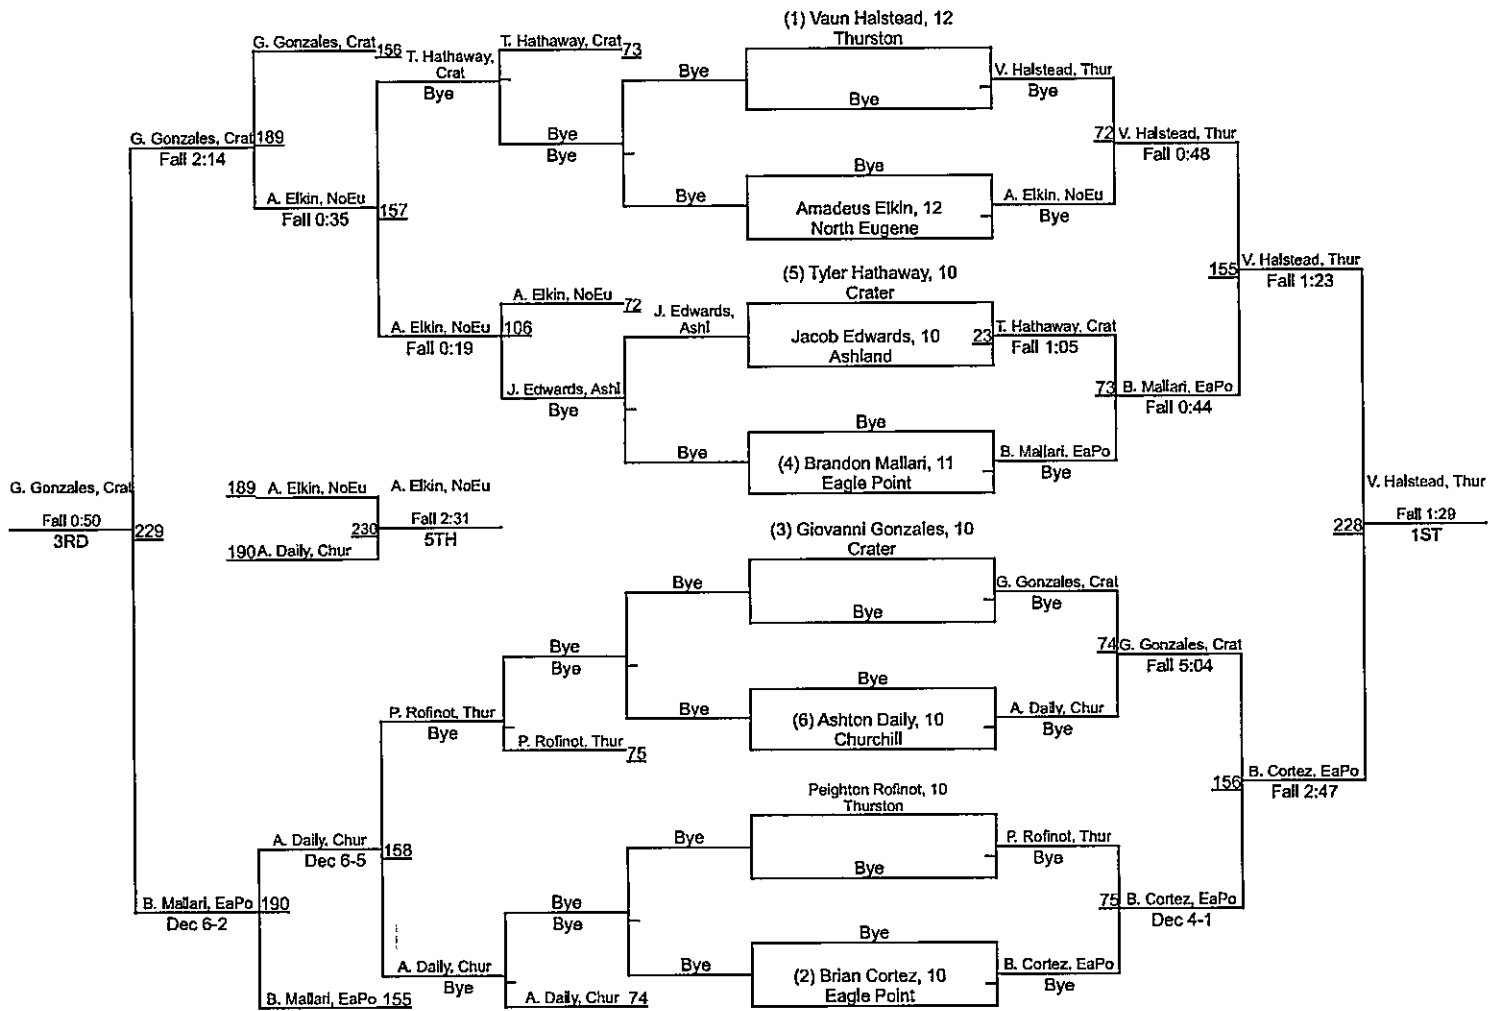 (1) Vaun Halstead, 12
Thurston
G. Gonzales, Crat 156
T. Hathaway, Crat 73
T. Hathaway,
Crat
Bye
Bye
Bye
V. Halstead, Thur
Bye
G. Gonzales, Crat 189
Fall 2:14
Bye
Bye
72 V. Halstead, Thur
Fall 0:48
Bye
A. Elkin, NoEu
Fall 0:35
157
Bye
Amadeus Elkin, 12
North Eugene
A. Elkin, NoEu
Bye
(5) Tyler Hathaway, 10
Crater
155 V. Halstead, Thur
Fall 1:23
A. Elkin, NoEu 72
J. Edwards,
Ashl
A. Elkin, NoEu 106
Fall 0:19
Jacob Edwards, 10
Ashland
23 T. Hathaway, Crat
Fall 1:05
J. Edwards, Ashl
Bye
73 B. Mallari, EaPo
Fall 0:44
Bye
Bye
(4) Brandon Mallari, 11
Eagle Point
B. Mallari, EaPo
Bye
G. Gonzales, Crat
Fall 0:50
3RD
229
189 A. Elkin, NoEu
190 A. Daily, Chur
230
A. Elkin, NoEu
Fall 2:31
5TH
V. Halstead, Thur
228
Fall 1:29
1ST
(3) Giovanni Gonzales, 10
Crater
Bye
G. Gonzales, Crat
Bye
Bye
Bye
Bye
74 G. Gonzales, Crat
Fall 5:04
Bye
P. Rofinot, Thur
Bye
Bye
(6) Ashton Daily, 10
Churchill
A. Daily, Chur
Bye
P. Rofinot, Thur 75
156 B. Cortez, EaPo
Fall 2:47
Peighton Rofinot, 10
Thurston
A. Daily, Chur
Dec 6-5
158
Bye
P. Rofinot, Thur
Bye
Bye
B. Mallari, EaPo 190
Dec 6-2
Bye
Bye
75 B. Cortez, EaPo
Dec 4-1
Bye
A. Daily, Chur
Bye
Bye
(2) Brian Cortez, 10
Eagle Point
B. Cortez, EaPo
Bye
B. Mallari, EaPo 155
A. Daily, Chur 74